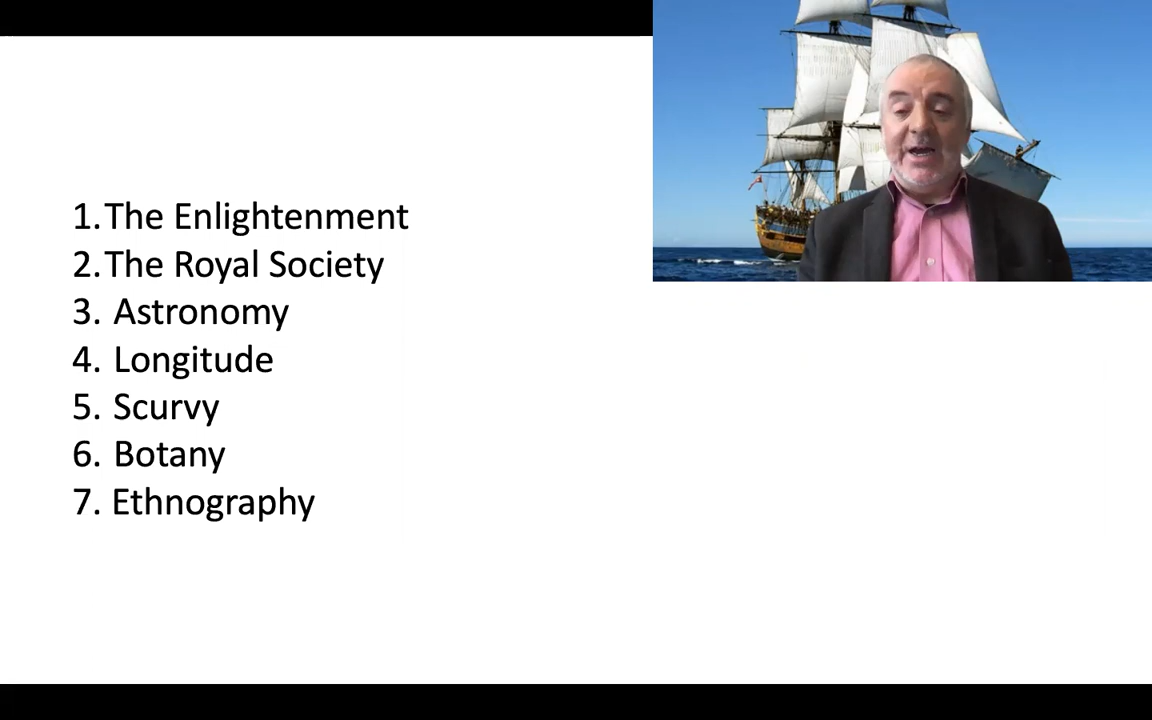 1. The Enlightenment
2. The Royal Society
3. Astronomy
4. Longitude
5. Scurvy
6. Botany
7. Ethnography